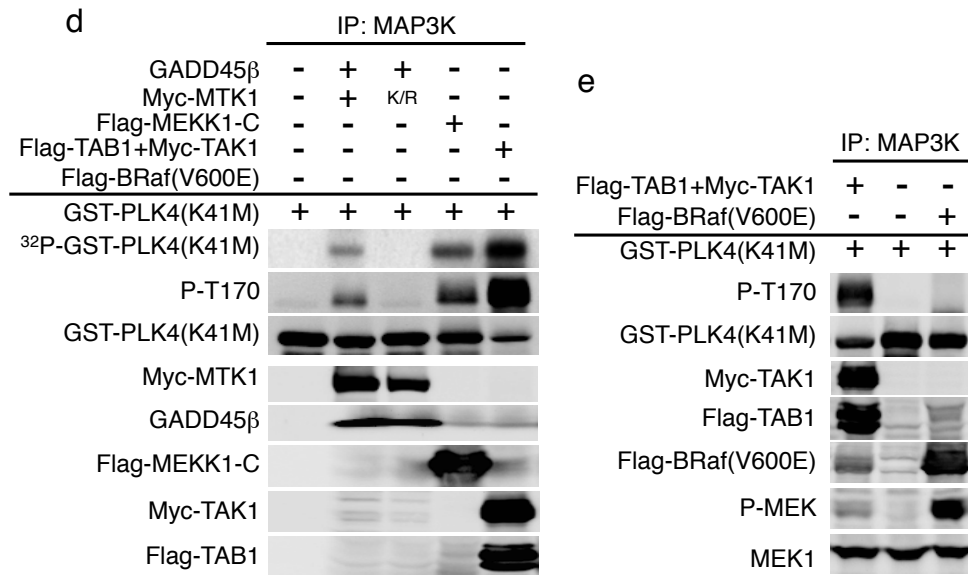 d
IP: MAP3K
GADD45β - + + - -
Myc-MTK1 - + K/R - -
Flag-MEKK1-C - - - + -
Flag-TAB1+Myc-TAK1 - - - - +
Flag-BRaf(V600E) - - - - -
GST-PLK4(K41M) + + + + +
32P-GST-PLK4(K41M)
P-T170
GST-PLK4(K41M)
Myc-MTK1
GADD45β
Flag-MEKK1-C
Myc-TAK1
Flag-TAB1
e
IP: MAP3K
Flag-TAB1+Myc-TAK1 + - -
Flag-BRaf(V600E) - - +
GST-PLK4(K41M) + + +
P-T170
GST-PLK4(K41M)
Myc-TAK1
Flag-TAB1
Flag-BRaf(V600E)
P-MEK
MEK1